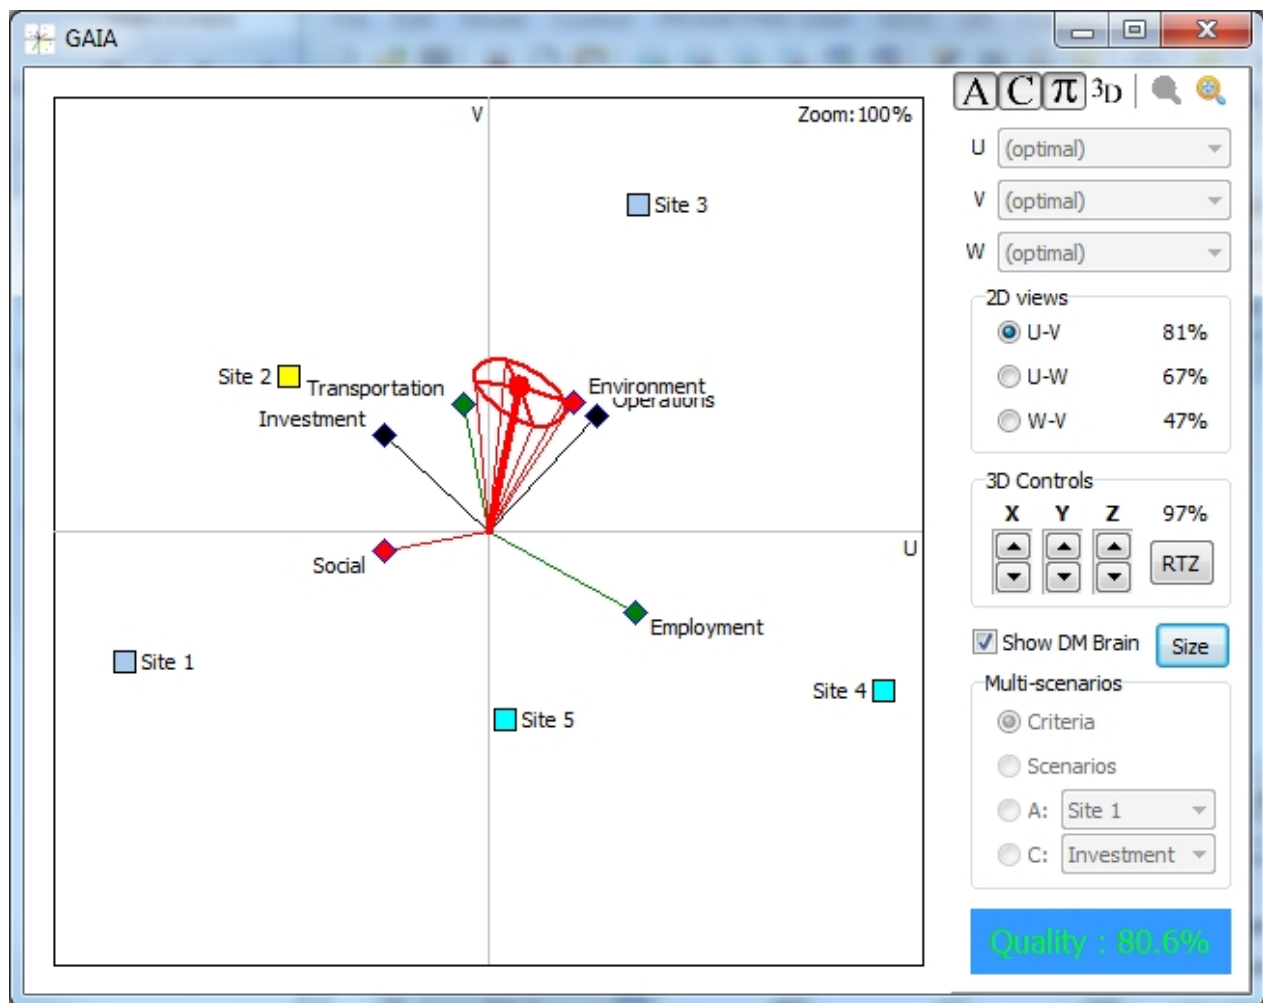 GAIA
V
Zoom:100%
Site 3
Site 2
Transportation
Environment
Operations
Investment
U
Social
Employment
Site 1
Site 4
Site 5
A C π 3D
U (optimal)
V (optimal)
W (optimal)
2D views
U-V 81%
U-W 67%
W-V 47%
3D Controls
X Y Z 97%
RTZ
Show DM Brain Size
Multi-scenarios
Criteria
Scenarios
A: Site 1
C: Investment
Quality : 80.6%